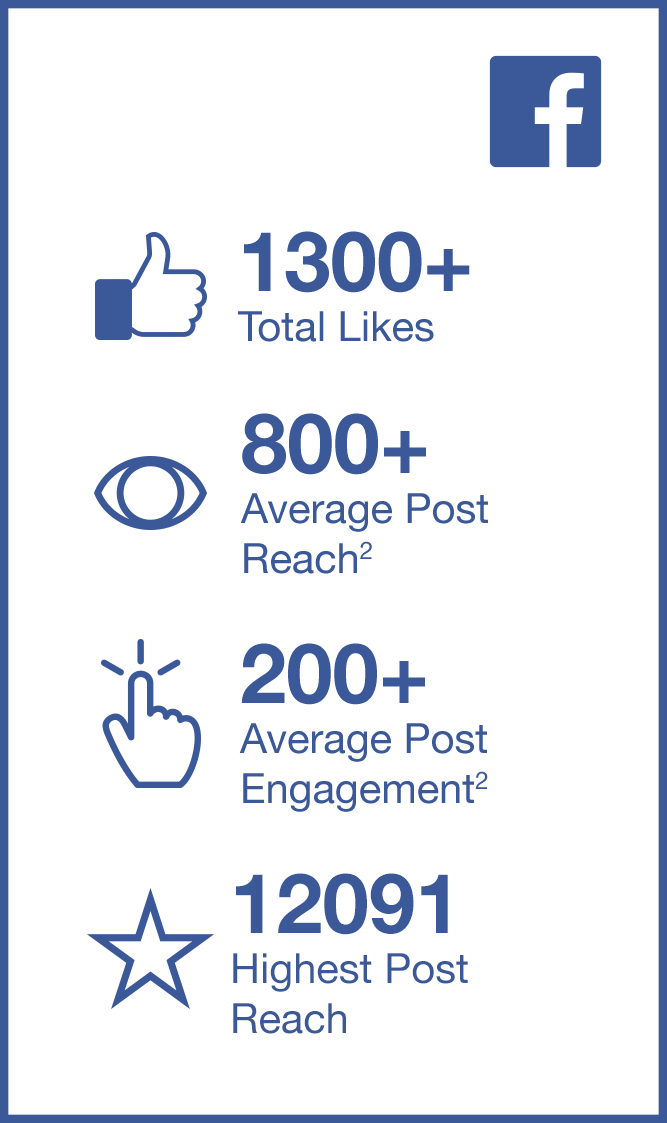 f
1300+
Total Likes
800+
Average Post
Reach²
200+
Average Post
Engagement²
12091
Highest Post
Reach